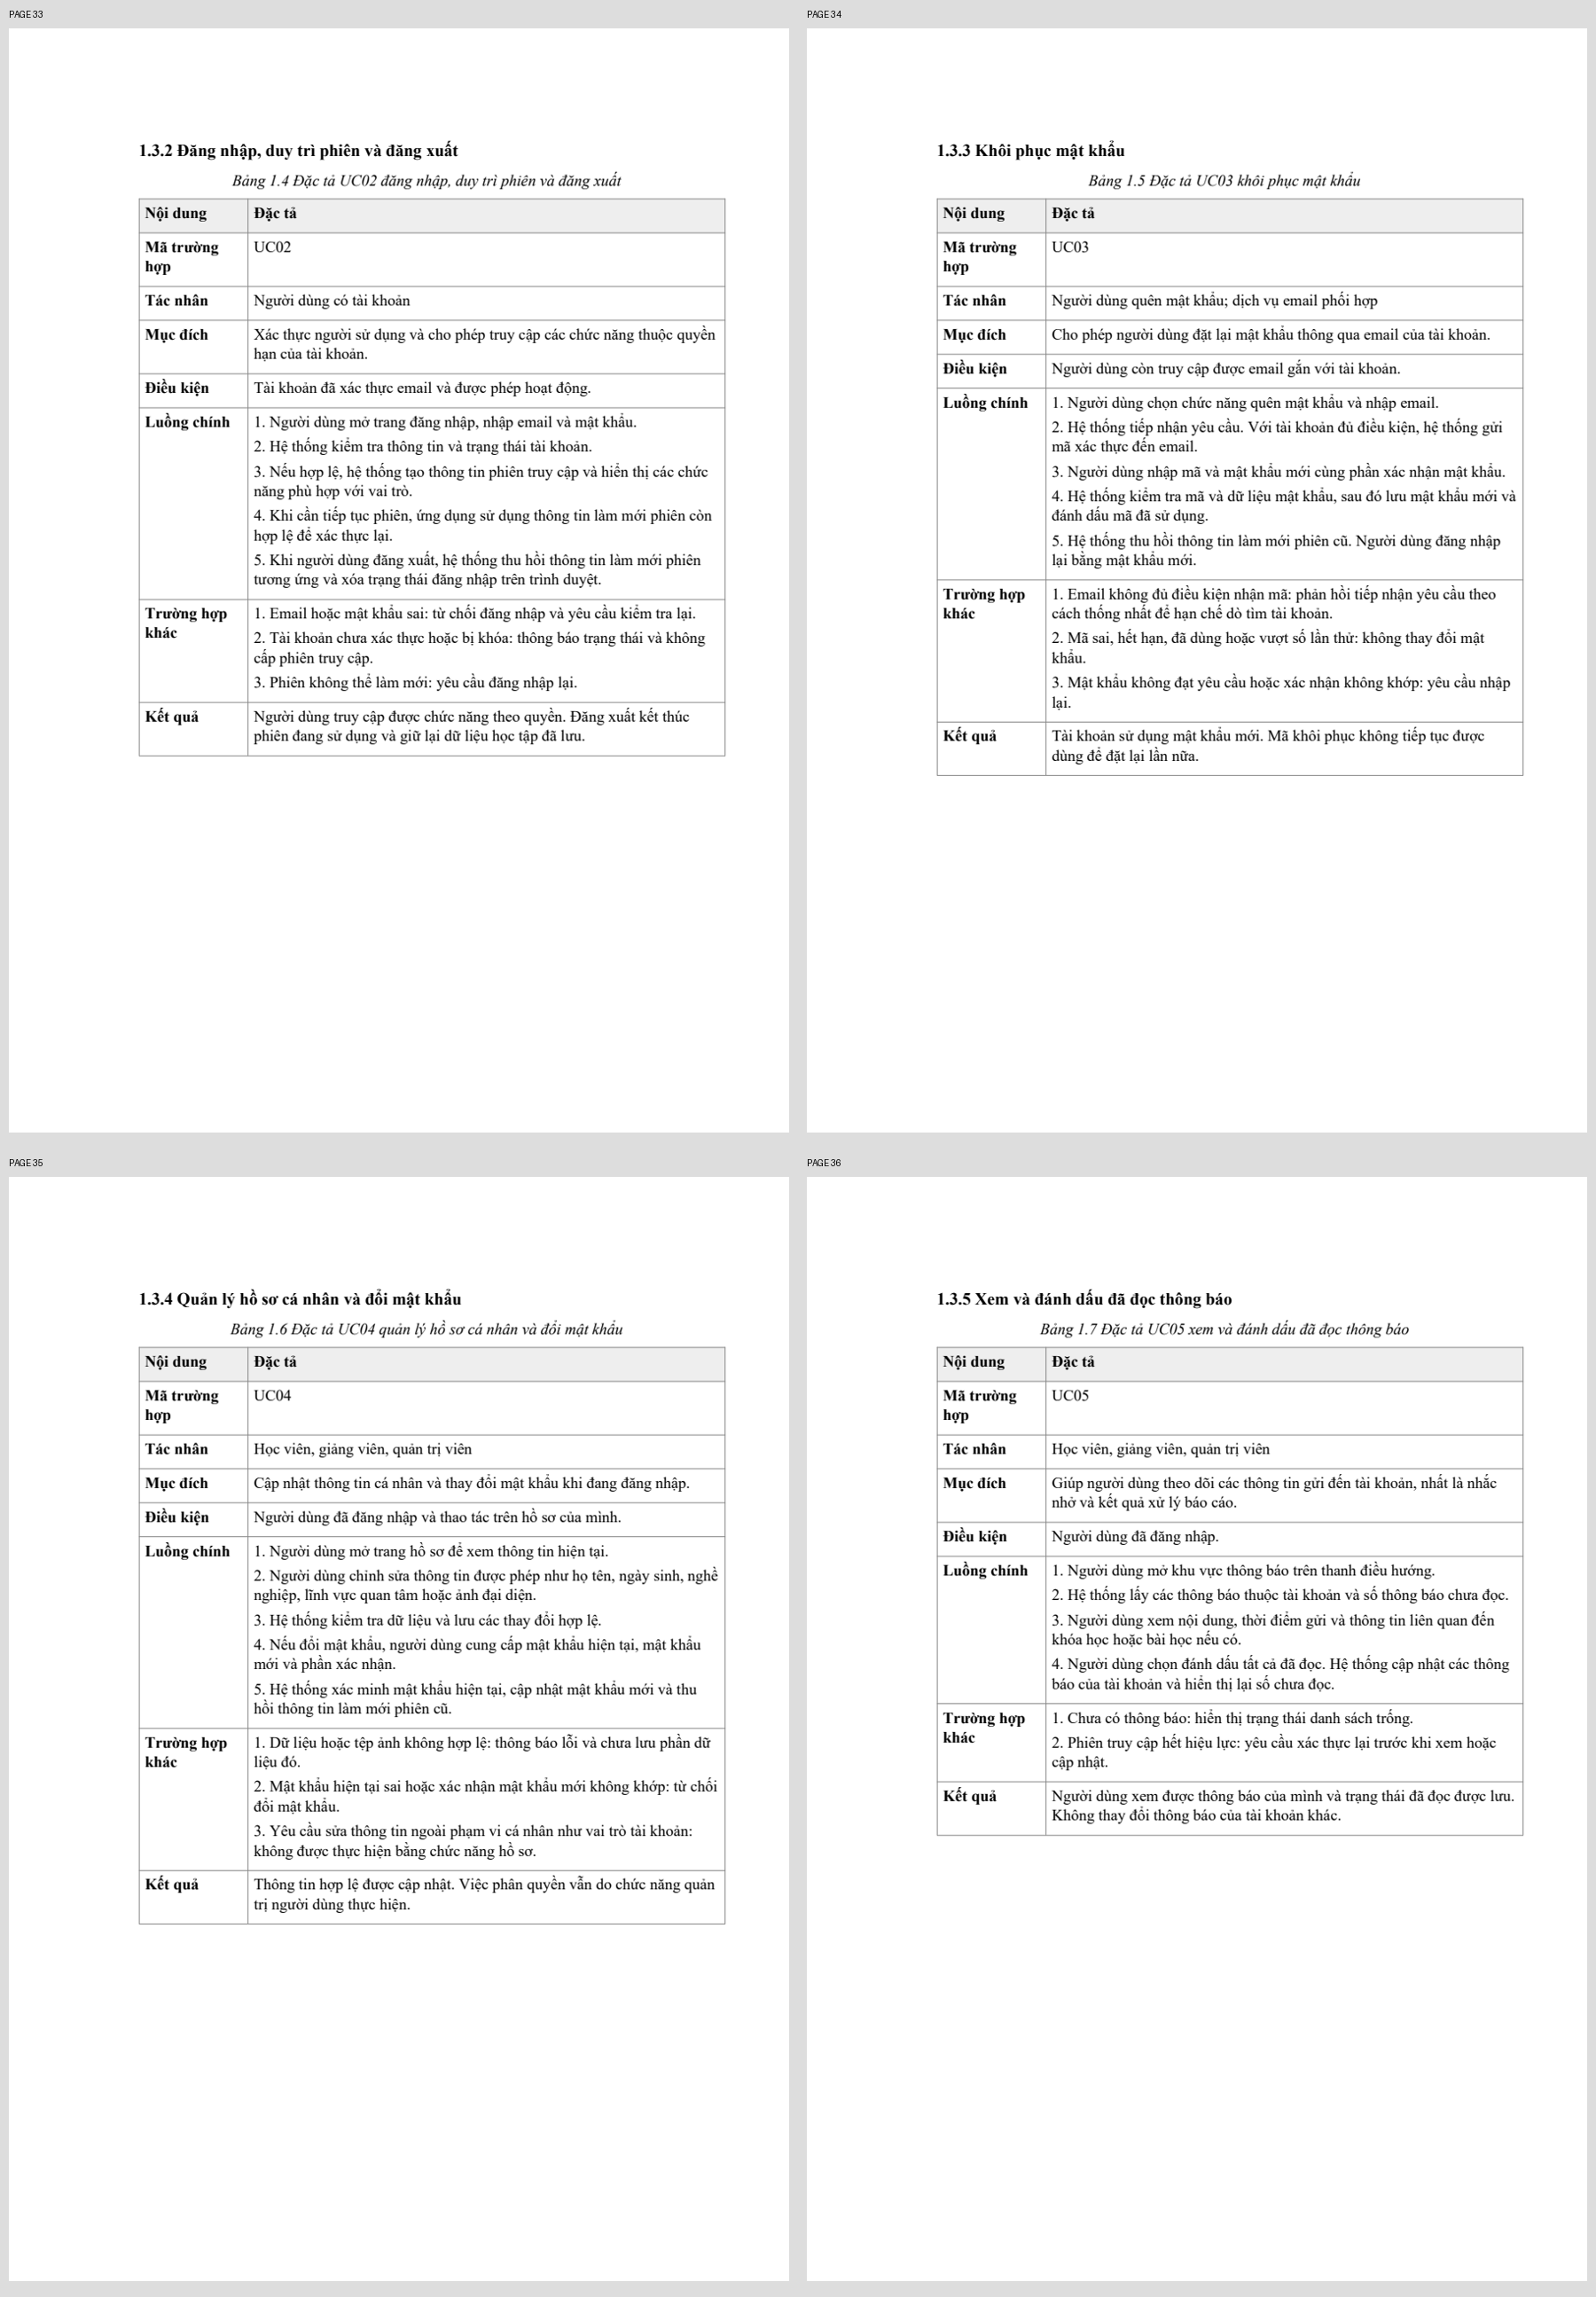 PAGE 33
1.3.2 Đăng nhập, duy trì phiên và đăng xuất
Bảng 1.4 Đặc tả UC02 đăng nhập, duy trì phiên và đăng xuất
Nội dung Đặc tả
Mã trường
hợp
UC02
Tác nhân Người dùng có tài khoản
Mục đích Xác thực người sử dụng và cho phép truy cập các chức năng thuộc quyền
hạn của tài khoản.
Điều kiện Tài khoản đã xác thực email và được phép hoạt động.
Luồng chính 1. Người dùng mở trang đăng nhập, nhập email và mật khẩu.
2. Hệ thống kiểm tra thông tin và trạng thái tài khoản.
3. Nếu hợp lệ, hệ thống tạo thông tin phiên truy cập và hiển thị các chức
năng phù hợp với vai trò.
4. Khi cần tiếp tục phiên, ứng dụng sử dụng thông tin làm mới phiên còn
hợp lệ để xác thực lại.
5. Khi người dùng đăng xuất, hệ thống thu hồi thông tin làm mới phiên
tương ứng và xóa trạng thái đăng nhập trên trình duyệt.
Trường hợp
khác
1. Email hoặc mật khẩu sai: từ chối đăng nhập và yêu cầu kiểm tra lại.
2. Tài khoản chưa xác thực hoặc bị khóa: thông báo trạng thái và không
cấp phiên truy cập.
3. Phiên không thể làm mới: yêu cầu đăng nhập lại.
Kết quả Người dùng truy cập được chức năng theo quyền. Đăng xuất kết thúc
phiên đang sử dụng và giữ lại dữ liệu học tập đã lưu.
PAGE 34
1.3.3 Khôi phục mật khẩu
Bảng 1.5 Đặc tả UC03 khôi phục mật khẩu
Nội dung Đặc tả
Mã trường
hợp
UC03
Tác nhân Người dùng quên mật khẩu; dịch vụ email phối hợp
Mục đích Cho phép người dùng đặt lại mật khẩu thông qua email của tài khoản.
Điều kiện Người dùng còn truy cập được email gắn với tài khoản.
Luồng chính 1. Người dùng chọn chức năng quên mật khẩu và nhập email.
2. Hệ thống tiếp nhận yêu cầu. Với tài khoản đủ điều kiện, hệ thống gửi
mã xác thực đến email.
3. Người dùng nhập mã và mật khẩu mới cùng phần xác nhận mật khẩu.
4. Hệ thống kiểm tra mã và dữ liệu mật khẩu, sau đó lưu mật khẩu mới và
đánh dấu mã đã sử dụng.
5. Hệ thống thu hồi thông tin làm mới phiên cũ. Người dùng đăng nhập
lại bằng mật khẩu mới.
Trường hợp
khác
1. Email không đủ điều kiện nhận mã: phản hồi tiếp nhận yêu cầu theo
cách thống nhất để hạn chế dò tìm tài khoản.
2. Mã sai, hết hạn, đã dùng hoặc vượt số lần thử: không thay đổi mật
khẩu.
3. Mật khẩu không đạt yêu cầu hoặc xác nhận không khớp: yêu cầu nhập
lại.
Kết quả Tài khoản sử dụng mật khẩu mới. Mã khôi phục không tiếp tục được
dùng để đặt lại lần nữa.
PAGE 35
1.3.4 Quản lý hồ sơ cá nhân và đổi mật khẩu
Bảng 1.6 Đặc tả UC04 quản lý hồ sơ cá nhân và đổi mật khẩu
Nội dung Đặc tả
Mã trường
hợp
UC04
Tác nhân Học viên, giảng viên, quản trị viên
Mục đích Cập nhật thông tin cá nhân và thay đổi mật khẩu khi đang đăng nhập.
Điều kiện Người dùng đã đăng nhập và thao tác trên hồ sơ của mình.
Luồng chính 1. Người dùng mở trang hồ sơ để xem thông tin hiện tại.
2. Người dùng chỉnh sửa thông tin được phép như họ tên, ngày sinh, nghề
nghiệp, lĩnh vực quan tâm hoặc ảnh đại diện.
3. Hệ thống kiểm tra dữ liệu và lưu các thay đổi hợp lệ.
4. Nếu đổi mật khẩu, người dùng cung cấp mật khẩu hiện tại, mật khẩu
mới và phần xác nhận.
5. Hệ thống xác minh mật khẩu hiện tại, cập nhật mật khẩu mới và thu
hồi thông tin làm mới phiên cũ.
Trường hợp
khác
1. Dữ liệu hoặc tệp ảnh không hợp lệ: thông báo lỗi và chưa lưu phần dữ
liệu đó.
2. Mật khẩu hiện tại sai hoặc xác nhận mật khẩu mới không khớp: từ chối
đổi mật khẩu.
3. Yêu cầu sửa thông tin ngoài phạm vi cá nhân như vai trò tài khoản:
không được thực hiện bằng chức năng hồ sơ.
Kết quả Thông tin hợp lệ được cập nhật. Việc phân quyền vẫn do chức năng quản
trị người dùng thực hiện.
PAGE 36
1.3.5 Xem và đánh dấu đã đọc thông báo
Bảng 1.7 Đặc tả UC05 xem và đánh dấu đã đọc thông báo
Nội dung Đặc tả
Mã trường
hợp
UC05
Tác nhân Học viên, giảng viên, quản trị viên
Mục đích Giúp người dùng theo dõi các thông tin gửi đến tài khoản, nhất là nhắc
nhở và kết quả xử lý báo cáo.
Điều kiện Người dùng đã đăng nhập.
Luồng chính 1. Người dùng mở khu vực thông báo trên thanh điều hướng.
2. Hệ thống lấy các thông báo thuộc tài khoản và số thông báo chưa đọc.
3. Người dùng xem nội dung, thời điểm gửi và thông tin liên quan đến
khóa học hoặc bài học nếu có.
4. Người dùng chọn đánh dấu tất cả đã đọc. Hệ thống cập nhật các thông
báo của tài khoản và hiển thị lại số chưa đọc.
Trường hợp
khác
1. Chưa có thông báo: hiển thị trạng thái danh sách trống.
2. Phiên truy cập hết hiệu lực: yêu cầu xác thực lại trước khi xem hoặc
cập nhật.
Kết quả Người dùng xem được thông báo của mình và trạng thái đã đọc được lưu.
Không thay đổi thông báo của tài khoản khác.